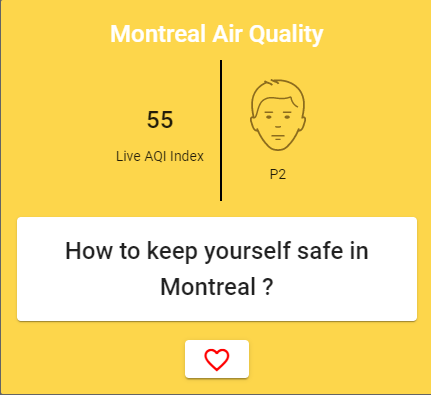 Montreal Air Quality
55
Live AQI Index
P2
How to keep yourself safe in
Montreal ?